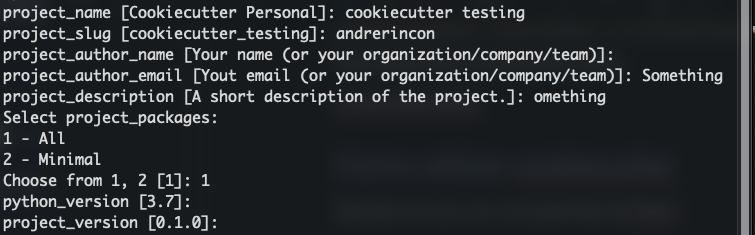 project_name [Cookiecutter Personal]: cookiecutter testing
project_slug [cookiecutter_testing]: andrerincon
project_author_name [Your name (or your organization/company/team)]:
project_author_email [Yout email (or your organization/company/team)]: Something
project_description [A short description of the project.]: omething
Select project_packages:
1 - All
2 - Minimal
Choose from 1, 2 [1]: 1
python_version [3.7]:
project_version [0.1.0]: